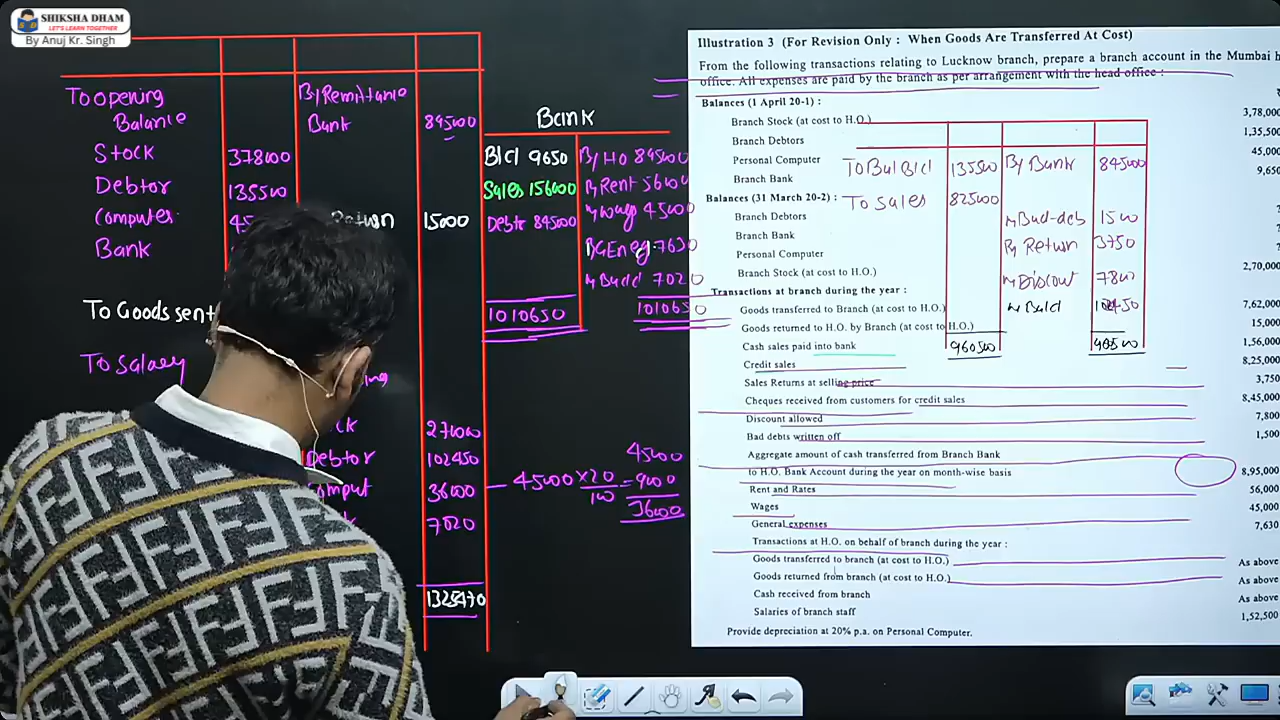 SHIKSHA DHAM
LET'S LEARN TOGETHER
By Anuj Kr. Singh
To opening
Balance
Stock 378000
Debtor 135500
Computer 45
Bank
To Goods sent
To Salary
By Remittance
Bank 895000
Return 15000
ing
ck 270000
Debtor 102450
omput 36000
7020
1325470
Bank
B/d 9650 By HO 895000
Sales 156000 By Rent 56000
Debtr 845000 By wag 45000
By GEnEg. 7630
By Bal c/d 7020
1010650 1010650
45000 × 20/100 = 9000
45000
36000
To Bal B/d 135500 By Bank 845000
To Sales 825000
By Bad-deb 1500
By Return 3750
By Discout 7800
By Bal c/d 102450
960500 960500
Illustration 3 (For Revision Only : When Goods Are Transferred At Cost)
From the following transactions relating to Lucknow branch, prepare a branch account in the Mumbai h
office. All expenses are paid by the branch as per arrangement with the head office :
Balances (1 April 20-1) :
Branch Stock (at cost to H.O.) 3,78,000
Branch Debtors 1,35,50
Personal Computer 45,000
Branch Bank 9,650
Balances (31 March 20-2) :
Branch Debtors
Branch Bank
Personal Computer
Branch Stock (at cost to H.O.) 2,70,000
Transactions at branch during the year :
Goods transferred to Branch (at cost to H.O.) 7,62,000
Goods returned to H.O. by Branch (at cost to H.O.) 15,000
Cash sales paid into bank 1,56,000
Credit sales 8,25,000
Sales Returns at selling price 3,750
Cheques received from customers for credit sales 8,45,000
Discount allowed 7,800
Bad debts written off 1,500
Aggregate amount of cash transferred from Branch Bank
to H.O. Bank Account during the year on month-wise basis 8,95,000
Rent and Rates 56,000
Wages 45,000
General expenses 7,630
Transactions at H.O. on behalf of branch during the year :
Goods transferred to branch (at cost to H.O.) As above
Goods returned from branch (at cost to H.O.) As above
Cash received from branch As above
Salaries of branch staff 1,52,500
Provide depreciation at 20% p.a. on Personal Computer.